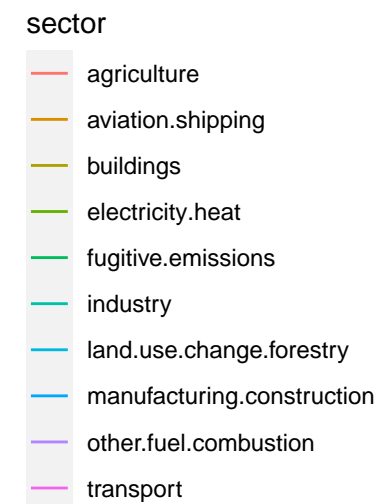 sector
agriculture
aviation.shipping
buildings
electricity.heat
fugitive.emissions
industry
land.use.change.forestry
manufacturing.construction
other.fuel.combustion
transport